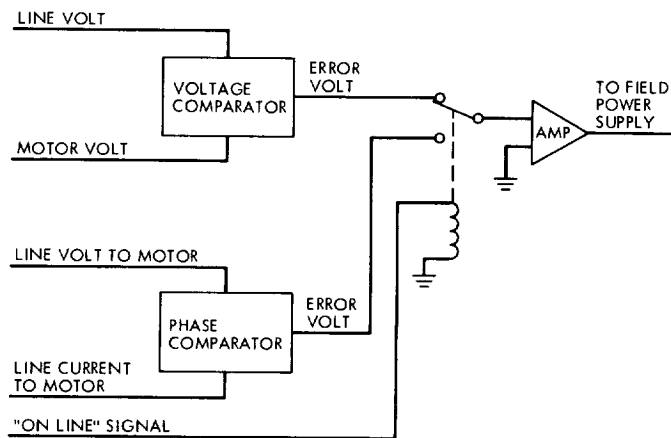 LINE VOLT
VOLTAGE
COMPARATOR
ERROR
VOLT
MOTOR VOLT
TO FIELD
POWER
SUPPLY
AMP
LINE VOLT TO MOTOR
PHASE
COMPARATOR
ERROR
VOLT
LINE CURRENT
TO MOTOR
"ON LINE" SIGNAL